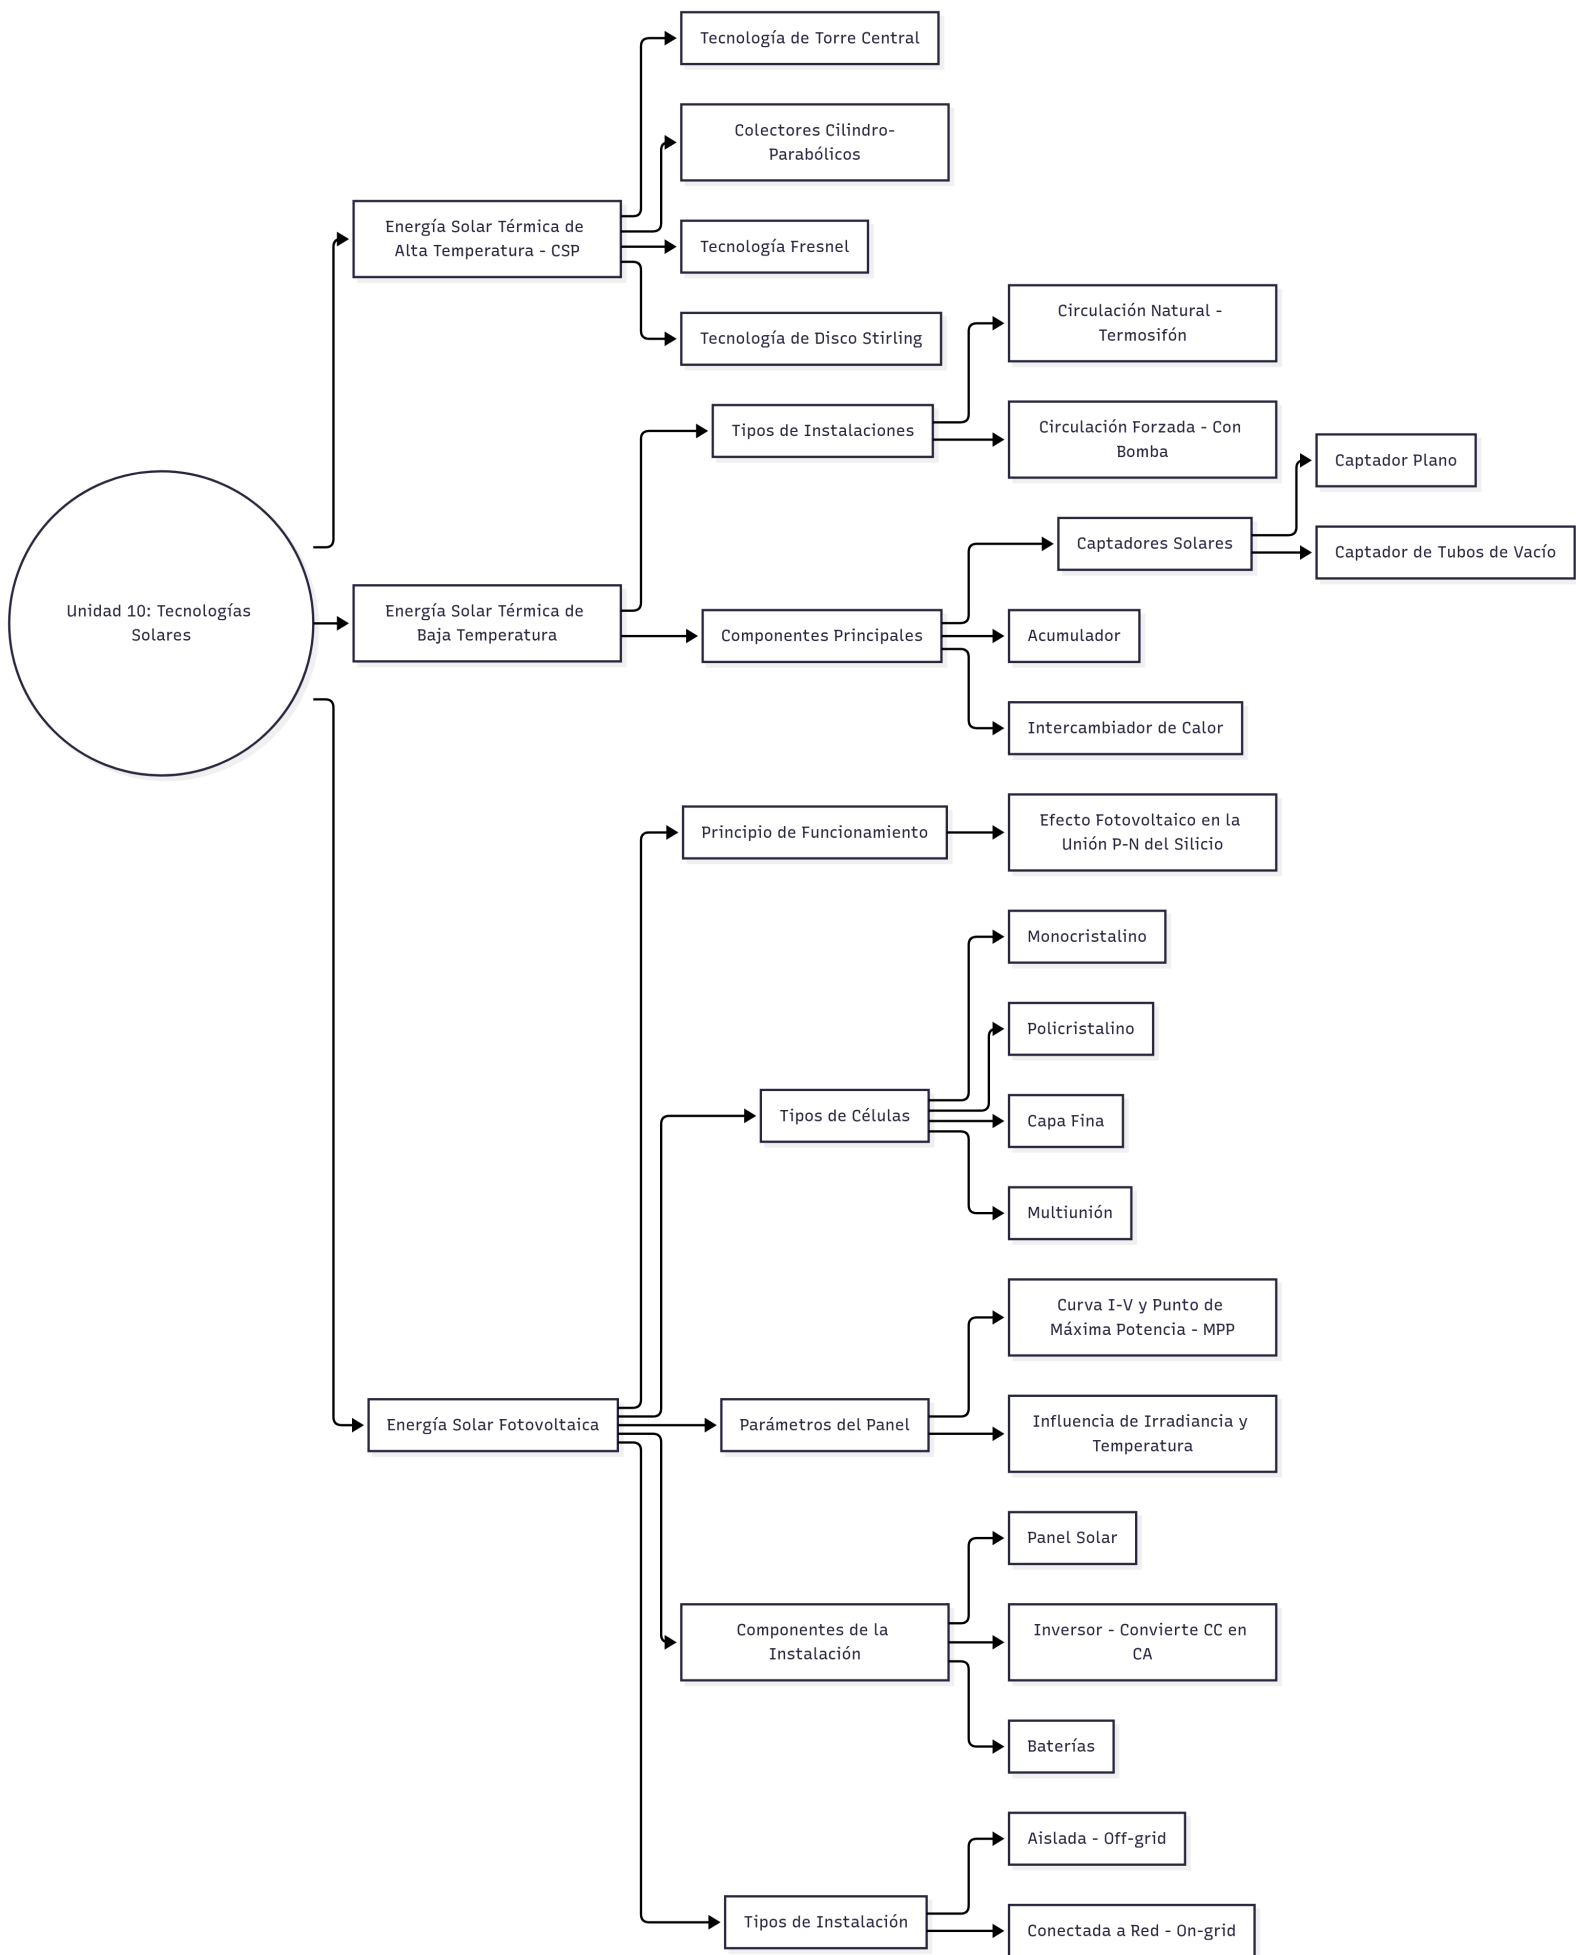 Tecnología de Torre Central
Colectores Cilindro-
Parabólicos
Energía Solar Térmica de
Alta Temperatura - CSP
Tecnología Fresnel
Tecnología de Disco Stirling
Circulación Natural -
Termosifón
Tipos de Instalaciones
Circulación Forzada - Con
Bomba
Captador Plano
Captadores Solares
Captador de Tubos de Vacío
Unidad 10: Tecnologías
Solares
Energía Solar Térmica de
Baja Temperatura
Componentes Principales
Acumulador
Intercambiador de Calor
Principio de Funcionamiento
Efecto Fotovoltaico en la
Unión P-N del Silicio
Monocristalino
Policristalino
Tipos de Células
Capa Fina
Multiunión
Curva I-V y Punto de
Máxima Potencia - MPP
Energía Solar Fotovoltaica
Parámetros del Panel
Influencia de Irradiancia y
Temperatura
Panel Solar
Componentes de la
Instalación
Inversor - Convierte CC en
CA
Baterías
Aislada - Off-grid
Tipos de Instalación
Conectada a Red - On-grid